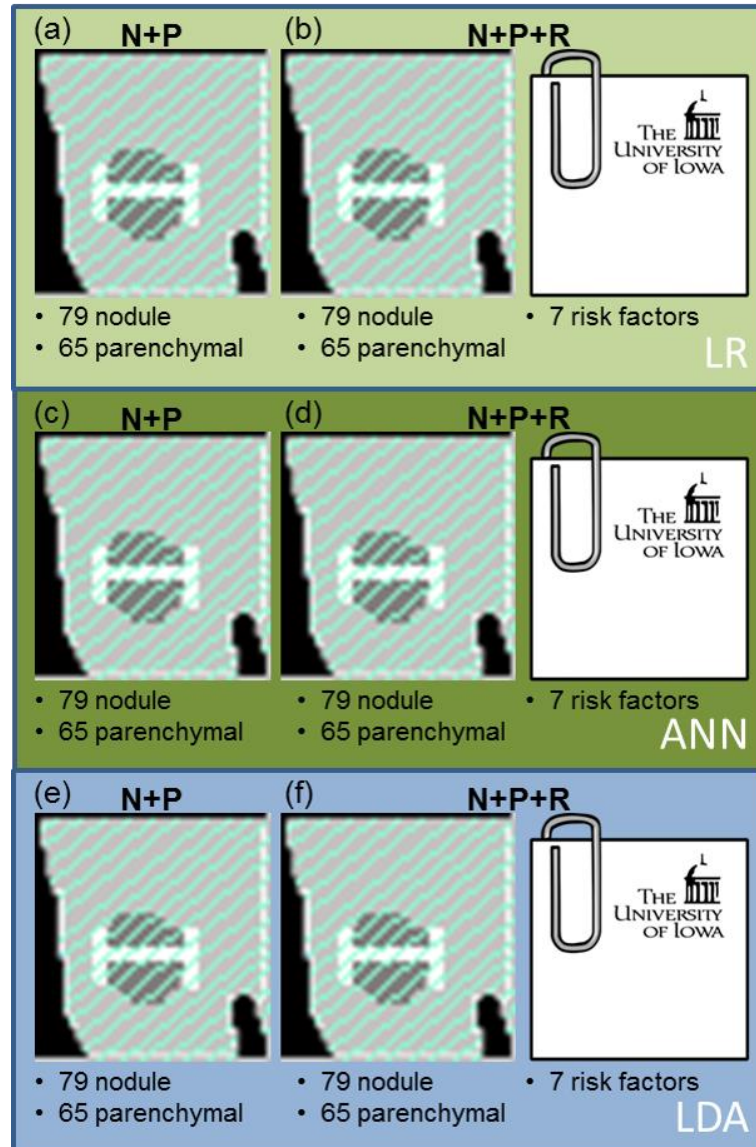 (a) N+P (b) N+P+R
L
THE
UNIVERSITY
OF IOWA
• 79 nodule • 79 nodule • 7 risk factors
• 65 parenchymal • 65 parenchymal
LR
(c) N+P (d) N+P+R
L
THE
UNIVERSITY
OF IOWA
• 79 nodule • 79 nodule • 7 risk factors
• 65 parenchymal • 65 parenchymal
ANN
(e) N+P (f) N+P+R
L
THE
UNIVERSITY
OF IOWA
• 79 nodule • 79 nodule • 7 risk factors
• 65 parenchymal • 65 parenchymal
LDA